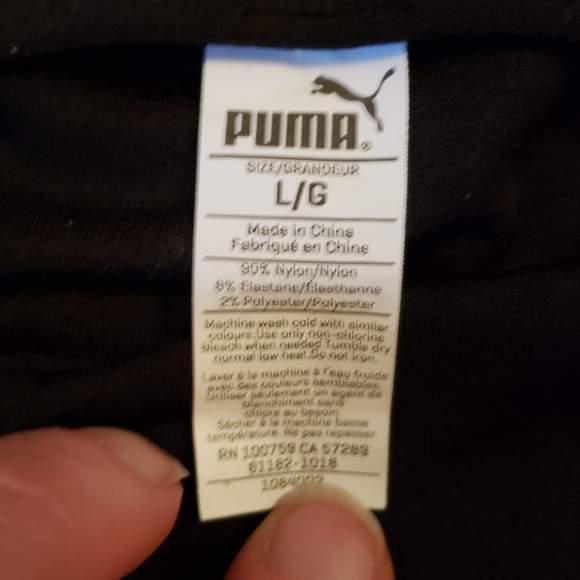 PUMA®
SIZE/GRANDEUR
L/G
Made in China
Fabriqué en Chine
90% Nylon/Nylon
8% Elastane/Élasthanne
2% Polyester/Polyester
Machine wash cold with similar
colours.Use only non-chlorine
bleach when needed.Tumble dry
normal low heat.Do not iron.
Laver à la machine à l'eau froide
avec des couleurs semblables.
Utiliser seulement un agent de
blanchiment sans
chlore au besoin.
Sécher à la machine basse
température. Ne pas repasser.
RN 100759 CA 57289
81182-1018